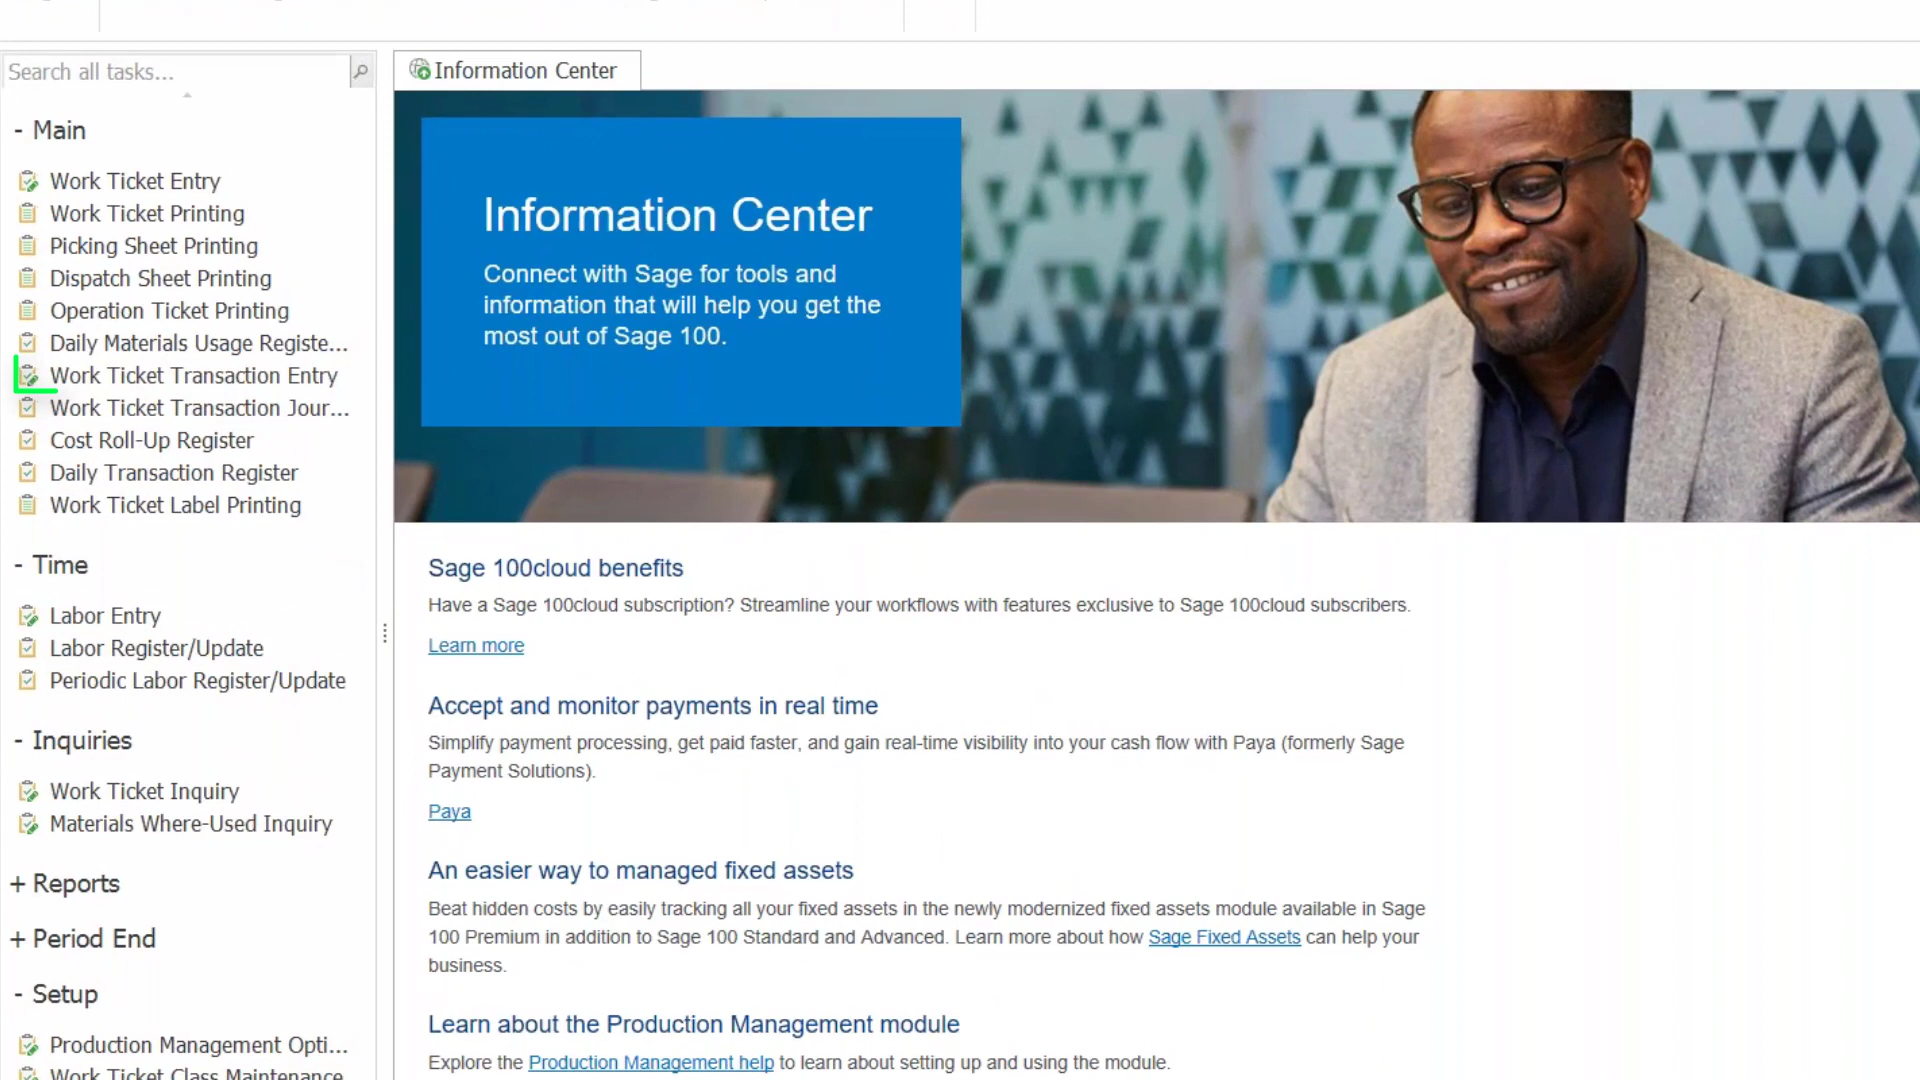 Search all tasks...
Information Center
- Main
Work Ticket Entry
Work Ticket Printing
Picking Sheet Printing
Dispatch Sheet Printing
Operation Ticket Printing
Daily Materials Usage Registe...
Work Ticket Transaction Entry
Work Ticket Transaction Jour...
Cost Roll-Up Register
Daily Transaction Register
Work Ticket Label Printing
- Time
Labor Entry
Labor Register/Update
Periodic Labor Register/Update
- Inquiries
Work Ticket Inquiry
Materials Where-Used Inquiry
+ Reports
+ Period End
- Setup
Production Management Opti...
Work Ticket Class Maintenance
Information Center
Connect with Sage for tools and
information that will help you get the
most out of Sage 100.
Sage 100cloud benefits
Have a Sage 100cloud subscription? Streamline your workflows with features exclusive to Sage 100cloud subscribers.
Learn more
Accept and monitor payments in real time
Simplify payment processing, get paid faster, and gain real-time visibility into your cash flow with Paya (formerly Sage
Payment Solutions).
Paya
An easier way to managed fixed assets
Beat hidden costs by easily tracking all your fixed assets in the newly modernized fixed assets module available in Sage
100 Premium in addition to Sage 100 Standard and Advanced. Learn more about how Sage Fixed Assets can help your
business.
Learn about the Production Management module
Explore the Production Management help to learn about setting up and using the module.